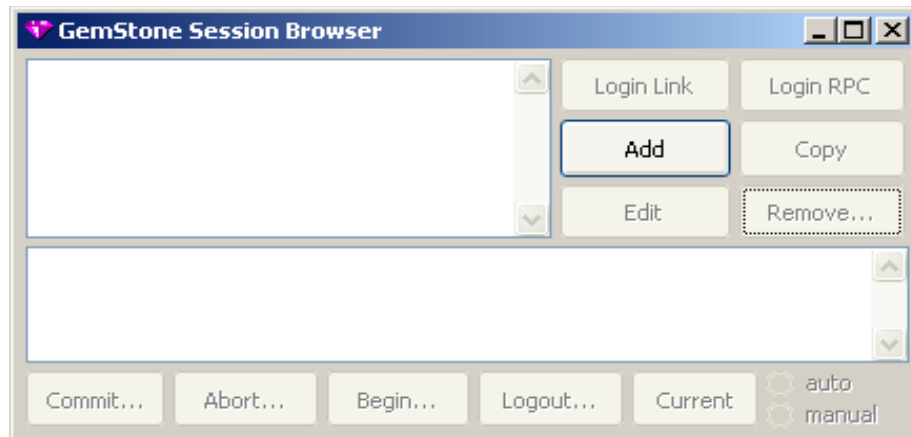 GemStone Session Browser
Login Link Login RPC
Add Copy
Edit Remove...
Commit... Abort... Begin... Logout... Current auto
manual